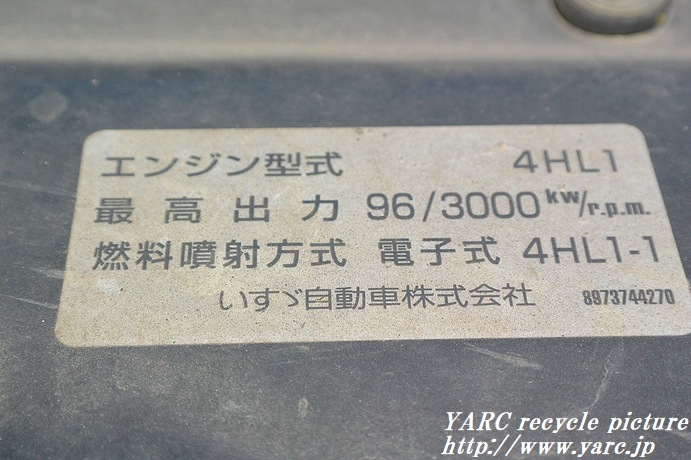 エンジン型式 4HL1
最高出力 96/3000 kw/r.p.m.
燃料噴射方式 電子式 4HL1-1
いすゞ自動車株式会社 8973744270
YARC recycle picture
http://www.yarc.jp